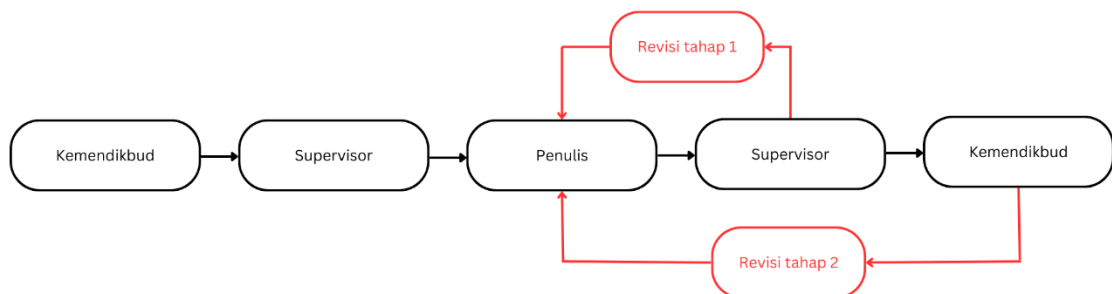 Revisi tahap 1
Kemendikbud
Supervisor
Penulis
Supervisor
Kemendikbud
Revisi tahap 2